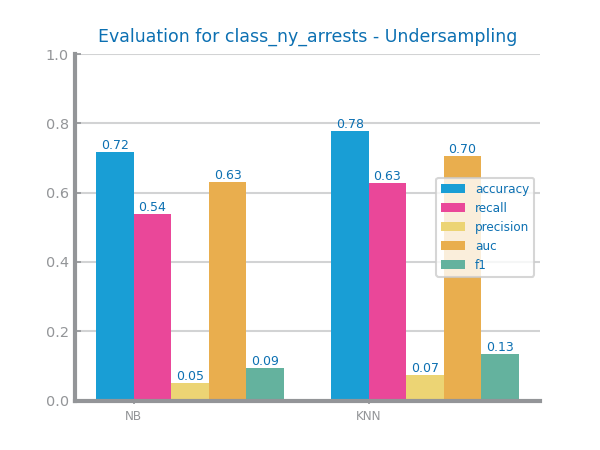 Evaluation for class_ny_arrests - Undersampling
1.0
0.8
0.6
0.4
0.2
0.0
0.72
0.54
0.05
0.63
0.09
0.78
0.63
0.07
0.70
0.13
accuracy
recall
precision
auc
f1
NB
KNN